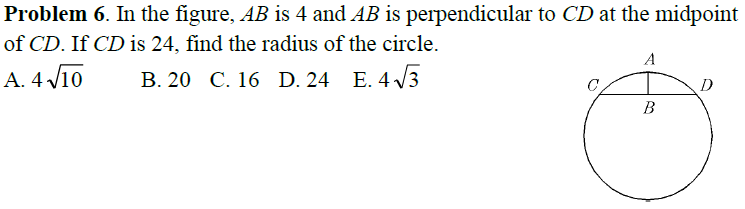 Problem 6. In the figure, AB is 4 and AB is perpendicular to CD at the midpoint
of CD. If CD is 24, find the radius of the circle.
A. 4√10 B. 20 C. 16 D. 24 E. 4√3
A
C D
B